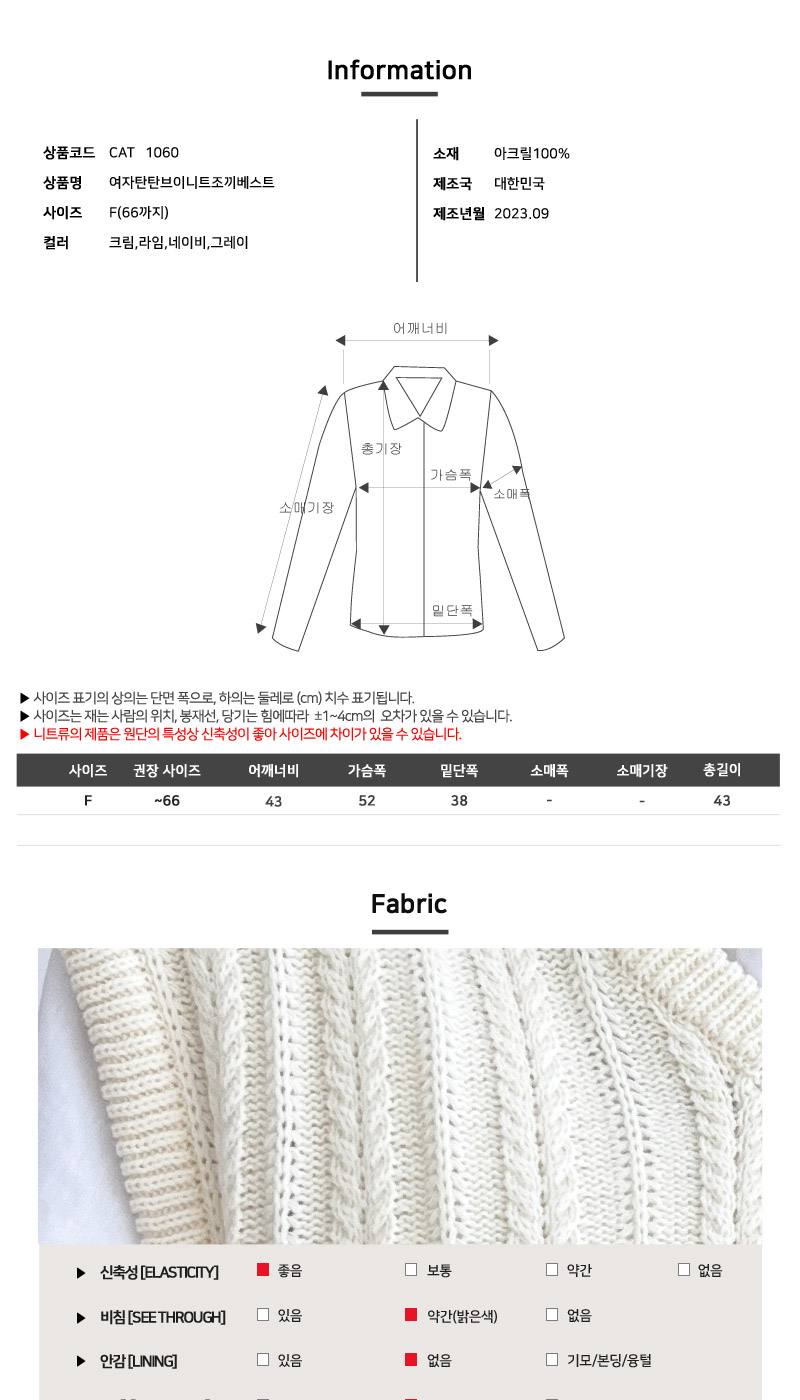 Information
상품코드 CAT 1060
상품명 여자탄탄브이니트조끼베스트
사이즈 F(66까지)
컬러 크림,라임,네이비,그레이
소재 아크릴100%
제조국 대한민국
제조년월 2023.09
어깨너비
총기장
가슴폭
소매폭
소매기장
밑단폭
▶ 사이즈 표기의 상의는 단면 폭으로, 하의는 둘레로 (cm) 치수 표기됩니다.
▶ 사이즈는 재는 사람의 위치, 봉재선, 당기는 힘에따라 ±1~4cm의 오차가 있을 수 있습니다.
▶ 니트류의 제품은 원단의 특성상 신축성이 좋아 사이즈에 차이가 있을 수 있습니다.
사이즈 권장 사이즈 어깨너비 가슴폭 밑단폭 소매폭 소매기장 총길이
F ~66 43 52 38 - - 43
Fabric
▶ 신축성 [ELASTICITY] 좋음 보통 약간 없음
▶ 비침 [SEE THROUGH] 있음 약간(밝은색) 없음
▶ 안감 [LINING] 있음 없음 기모/본딩/융털